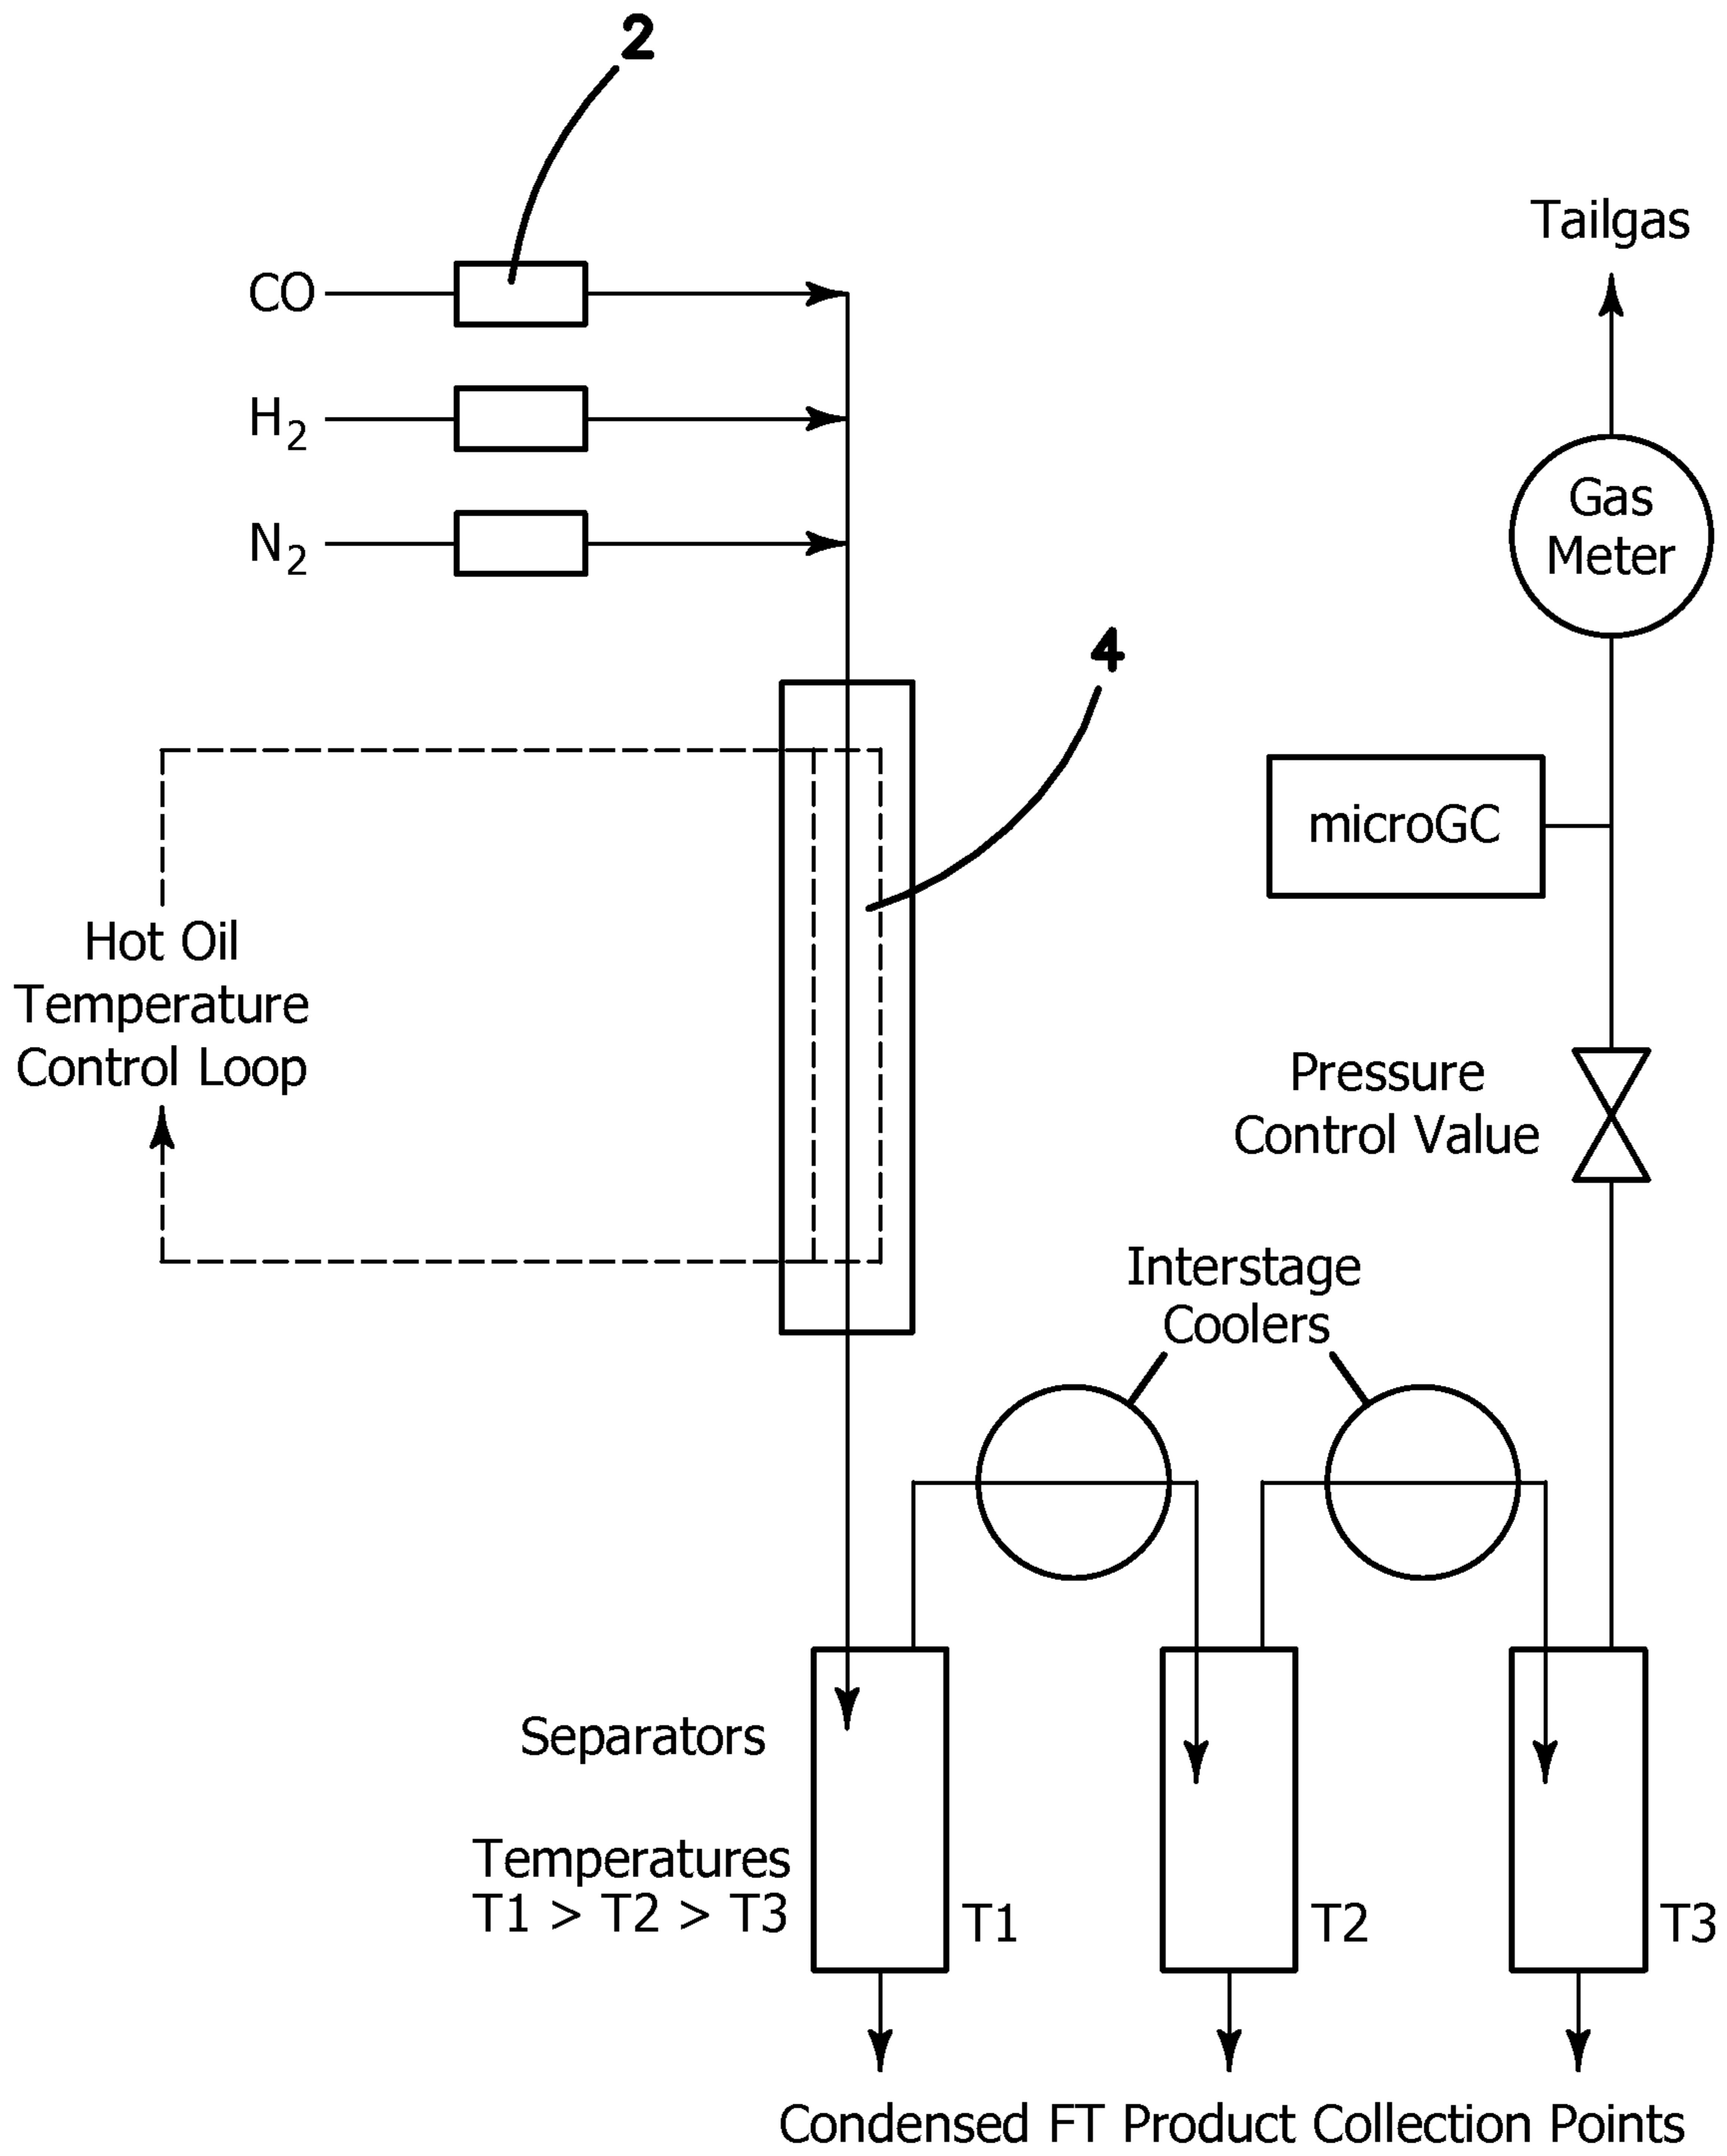 2
Tailgas
CO
H2
N2
Gas
Meter
4
microGC
Hot Oil
Temperature
Control Loop
Pressure
Control Value
Interstage
Coolers
Separators
Temperatures
T1 > T2 > T3
T1
T2
T3
Condensed FT Product Collection Points